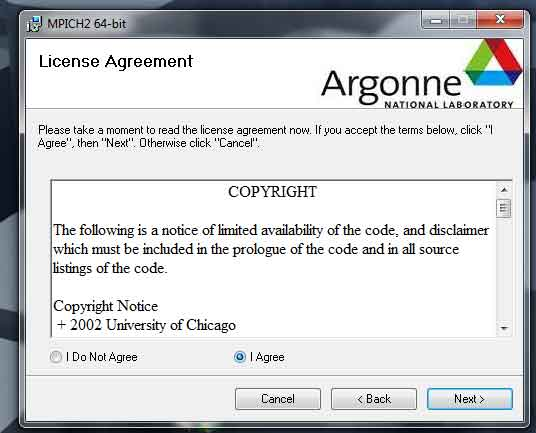 MPICH2 64-bit
License Agreement
Argonne
NATIONAL LABORATORY
Please take a moment to read the license agreement now. If you accept the terms below, click "I
Agree", then "Next". Otherwise click "Cancel".
COPYRIGHT
The following is a notice of limited availability of the code, and disclaimer
which must be included in the prologue of the code and in all source
listings of the code.
Copyright Notice
+ 2002 University of Chicago
I Do Not Agree
I Agree
Cancel
< Back
Next >